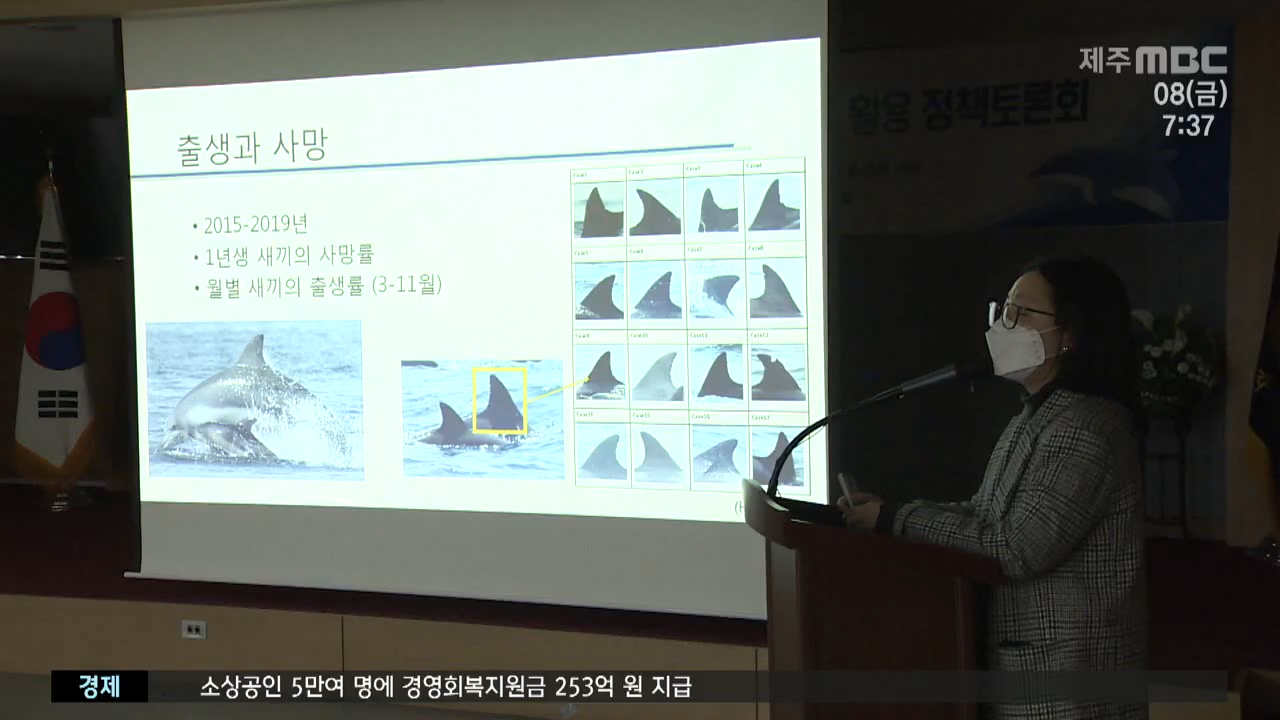 제주MBC
08(금)
7:37
활용 정책토론회
출생과 사망
• 2015-2019년
• 1년생 새끼의 사망률
• 월별 새끼의 출생률 (3-11월)
경제
소상공인 5만여 명에 경영회복지원금 253억 원 지급